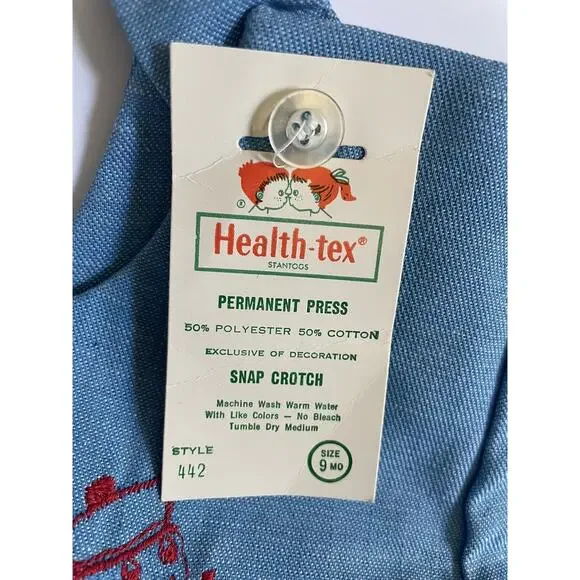 Health-tex®
STANTOGS
PERMANENT PRESS
50% POLYESTER 50% COTTON
EXCLUSIVE OF DECORATION
SNAP CROTCH
Machine Wash Warm Water
With Like Colors — No Bleach
Tumble Dry Medium
STYLE
442
SIZE
9 MO